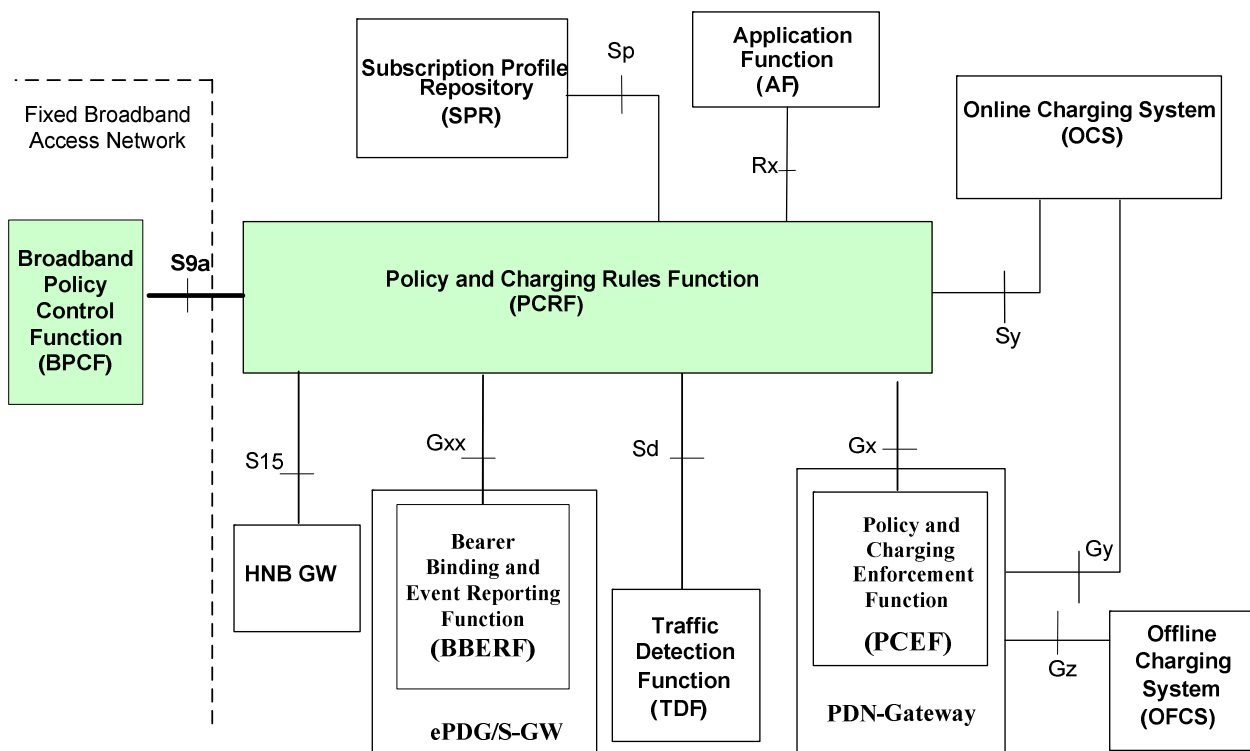 Sp
Subscription Profile
Repository
(SPR)
Application
Function
(AF)
Fixed Broadband
Access Network
Online Charging System
(OCS)
Rx
Broadband
Policy
Control
Function
(BPCF)
S9a
Policy and Charging Rules Function
(PCRF)
Sy
S15
Gxx
Sd
Gx
HNB GW
Bearer
Binding and
Event Reporting
Function
(BBERF)
ePDG/S-GW
Traffic
Detection
Function
(TDF)
Policy and
Charging
Enforcement
Function
(PCEF)
PDN-Gateway
Gy
Gz
Offline
Charging
System
(OFCS)